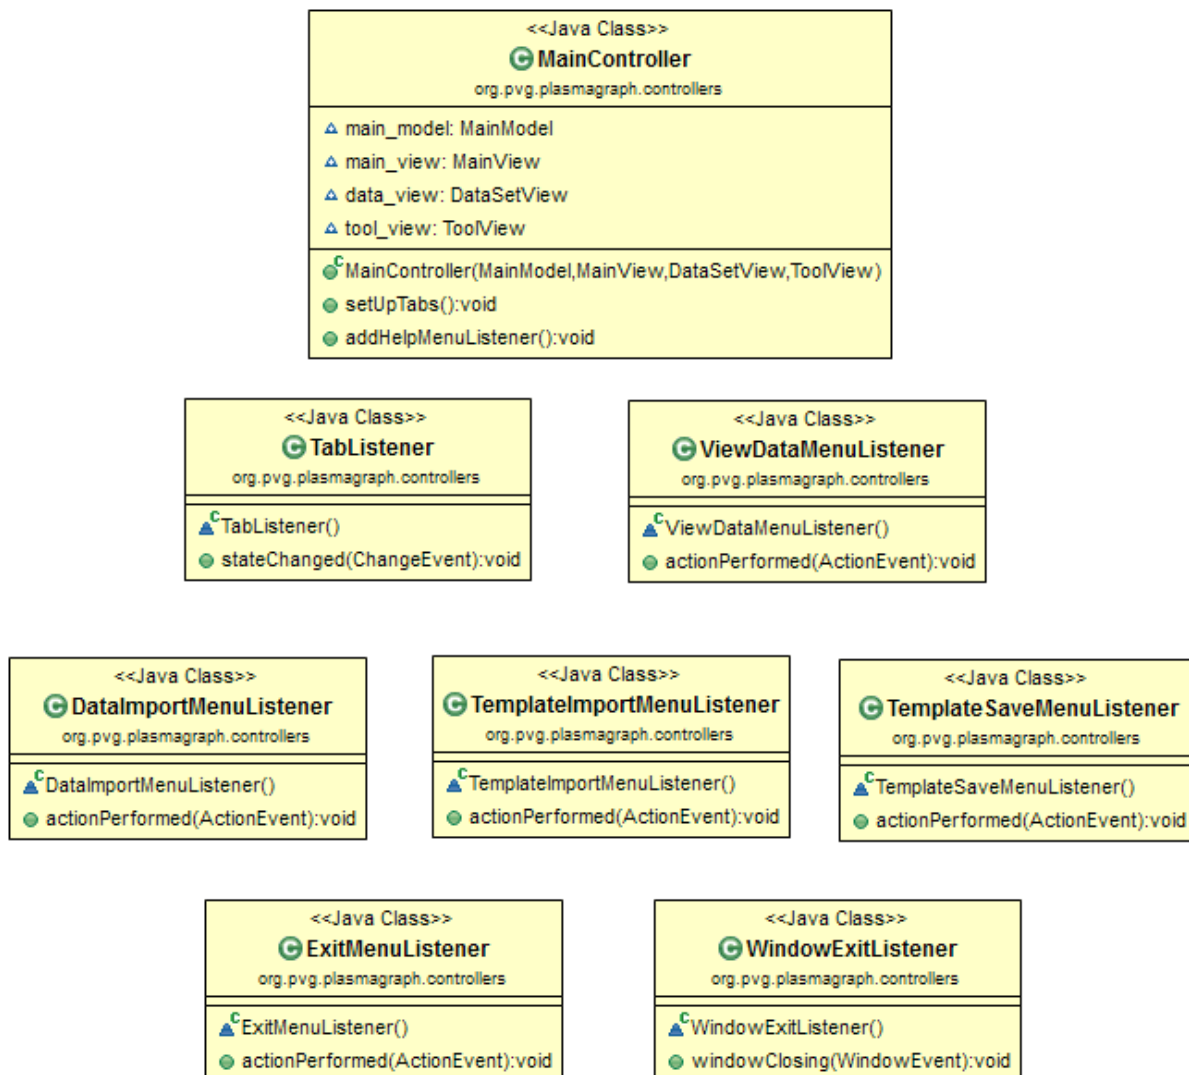 <<Java Class>>
MainController
org.pvg.plasmagraph.controllers
main_model: MainModel
main_view: MainView
data_view: DataSetView
tool_view: ToolView
MainController(MainModel,MainView,DataSetView,ToolView)
setUpTabs():void
addHelpMenuListener():void
<<Java Class>>
TabListener
org.pvg.plasmagraph.controllers
TabListener()
stateChanged(ChangeEvent):void
<<Java Class>>
ViewDataMenuListener
org.pvg.plasmagraph.controllers
ViewDataMenuListener()
actionPerformed(ActionEvent):void
<<Java Class>>
DataImportMenuListener
org.pvg.plasmagraph.controllers
DataImportMenuListener()
actionPerformed(ActionEvent):void
<<Java Class>>
TemplateImportMenuListener
org.pvg.plasmagraph.controllers
TemplateImportMenuListener()
actionPerformed(ActionEvent):void
<<Java Class>>
TemplateSaveMenuListener
org.pvg.plasmagraph.controllers
TemplateSaveMenuListener()
actionPerformed(ActionEvent):void
<<Java Class>>
ExitMenuListener
org.pvg.plasmagraph.controllers
ExitMenuListener()
actionPerformed(ActionEvent):void
<<Java Class>>
WindowExitListener
org.pvg.plasmagraph.controllers
WindowExitListener()
windowClosing(WindowEvent):void